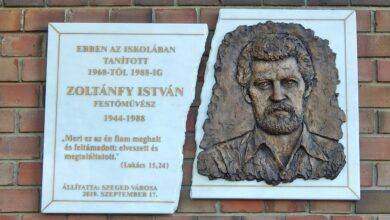 EBBEN AZ ISKOLÁBAN
TANÍTOTT
1968-TÓL 1988-IG
ZOLTÁNFY ISTVÁN
FESTŐMŰVÉSZ
1944-1988
„Mert ez az én fiam meghalt
és feltámadott: elveszett és
megtaláltatott."
(Lukács 15,24)
ÁLLÍTATTA: SZEGED VÁROSA
2019. SZEPTEMBER 17.